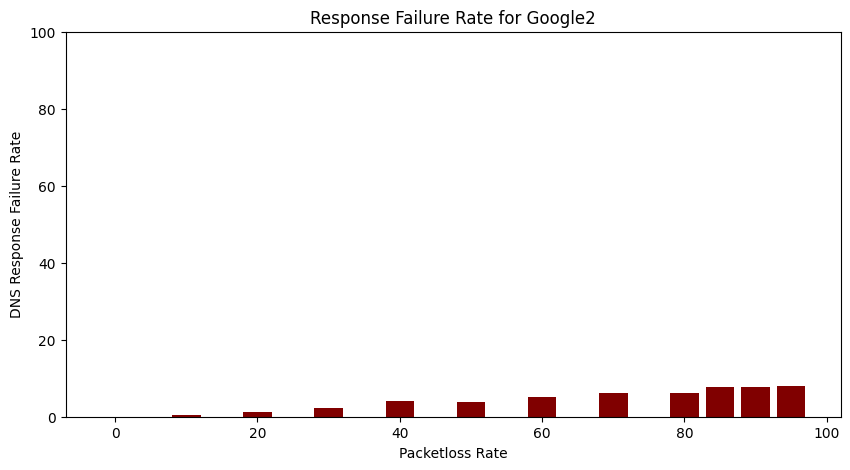 Response Failure Rate for Google2
100
80
60
40
20
0
DNS Response Failure Rate
0 20 40 60 80 100
Packetloss Rate